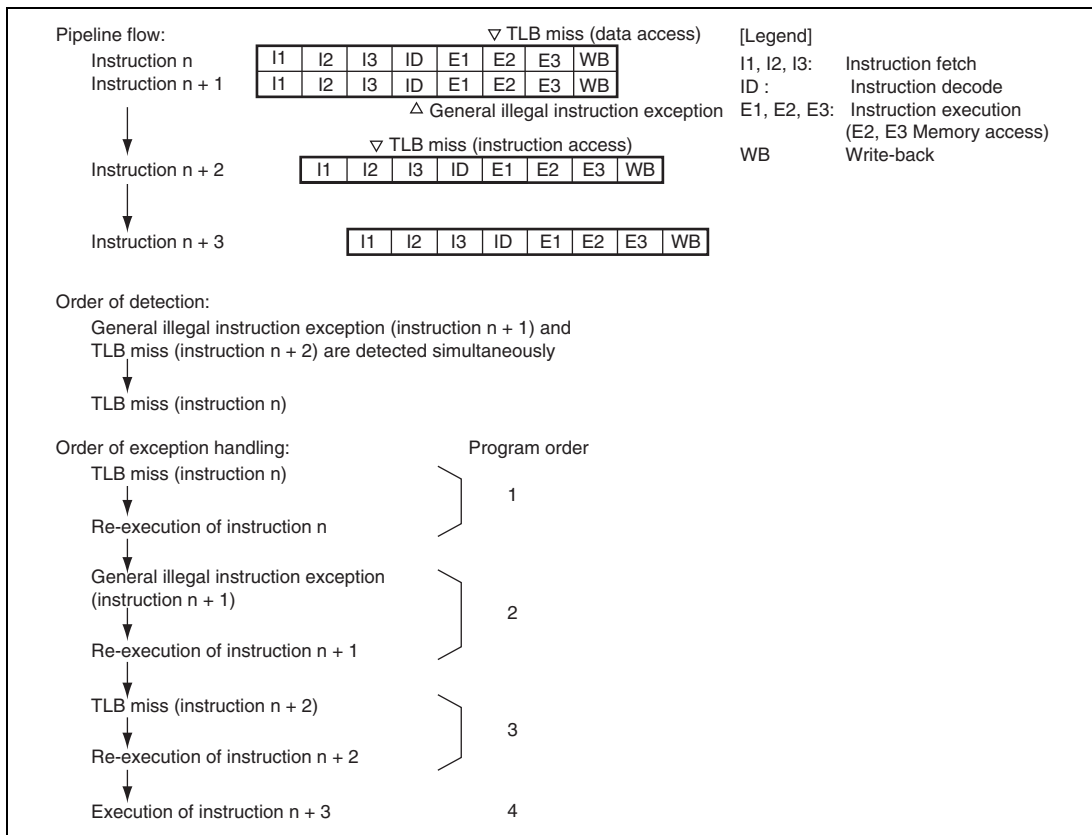 Pipeline flow:
▽ TLB miss (data access)
Instruction n I1 I2 I3 ID E1 E2 E3 WB
Instruction n + 1 I1 I2 I3 ID E1 E2 E3 WB
△ General illegal instruction exception
▽ TLB miss (instruction access)
Instruction n + 2 I1 I2 I3 ID E1 E2 E3 WB
Instruction n + 3 I1 I2 I3 ID E1 E2 E3 WB
[Legend]
I1, I2, I3: Instruction fetch
ID : Instruction decode
E1, E2, E3: Instruction execution
(E2, E3 Memory access)
WB Write-back
Order of detection:
General illegal instruction exception (instruction n + 1) and
TLB miss (instruction n + 2) are detected simultaneously
TLB miss (instruction n)
Order of exception handling: Program order
TLB miss (instruction n)
1
Re-execution of instruction n
General illegal instruction exception
(instruction n + 1)
2
Re-execution of instruction n + 1
TLB miss (instruction n + 2)
3
Re-execution of instruction n + 2
Execution of instruction n + 3 4